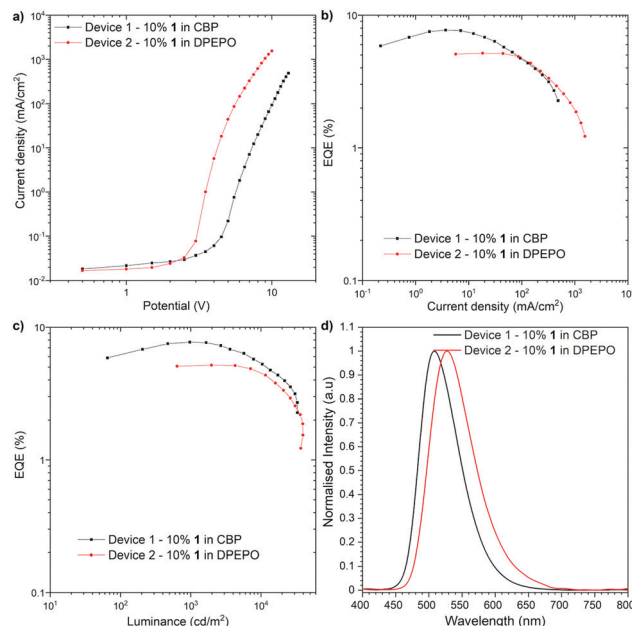 a)
Device 1 - 10% 1 in CBP
Device 2 - 10% 1 in DPEPO
Current density (mA/cm²)
10⁴
10³
10²
10¹
10⁰
10⁻¹
10⁻²
1
10
Potential (V)
b)
EQE (%)
10
1
0.1
Device 1 - 10% 1 in CBP
Device 2 - 10% 1 in DPEPO
10⁻¹ 10⁰ 10¹ 10² 10³ 10⁴
Current density (mA/cm²)
c)
EQE (%)
10
1
0.1
Device 1 - 10% 1 in CBP
Device 2 - 10% 1 in DPEPO
10¹ 10² 10³ 10⁴ 10⁵
Luminance (cd/m²)
d)
Device 1 - 10% 1 in CBP
Device 2 - 10% 1 in DPEPO
Normalised Intensity (a.u)
1.1
1
0.9
0.8
0.7
0.6
0.5
0.4
0.3
0.2
0.1
0
400 450 500 550 600 650 700 750 800
Wavelength (nm)